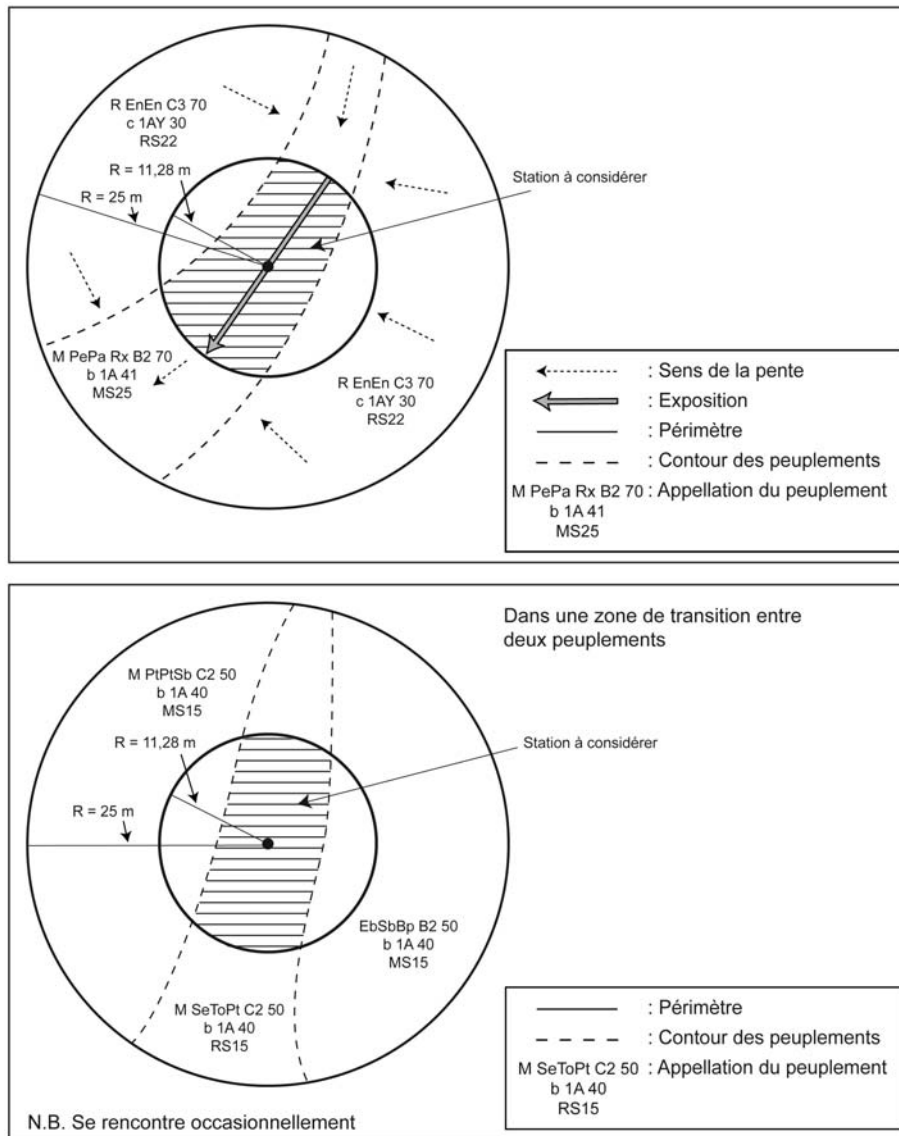 R EnEn C3 70
c 1AY 30
RS22
R = 11,28 m
R = 25 m
Station à considérer
M PePa Rx B2 70
b 1A 41
MS25
R EnEn C3 70
c 1AY 30
RS22
: Sens de la pente
: Exposition
: Périmètre
: Contour des peuplements
M PePa Rx B2 70 : Appellation du peuplement
b 1A 41
MS25
Dans une zone de transition entre
deux peuplements
M PtPtSb C2 50
b 1A 40
MS15
R = 11,28 m
Station à considérer
R = 25 m
EbSbBp B2 50
b 1A 40
MS15
M SeToPt C2 50
b 1A 40
RS15
: Périmètre
: Contour des peuplements
M SeToPt C2 50 : Appellation du peuplement
b 1A 40
RS15
N.B. Se rencontre occasionnellement